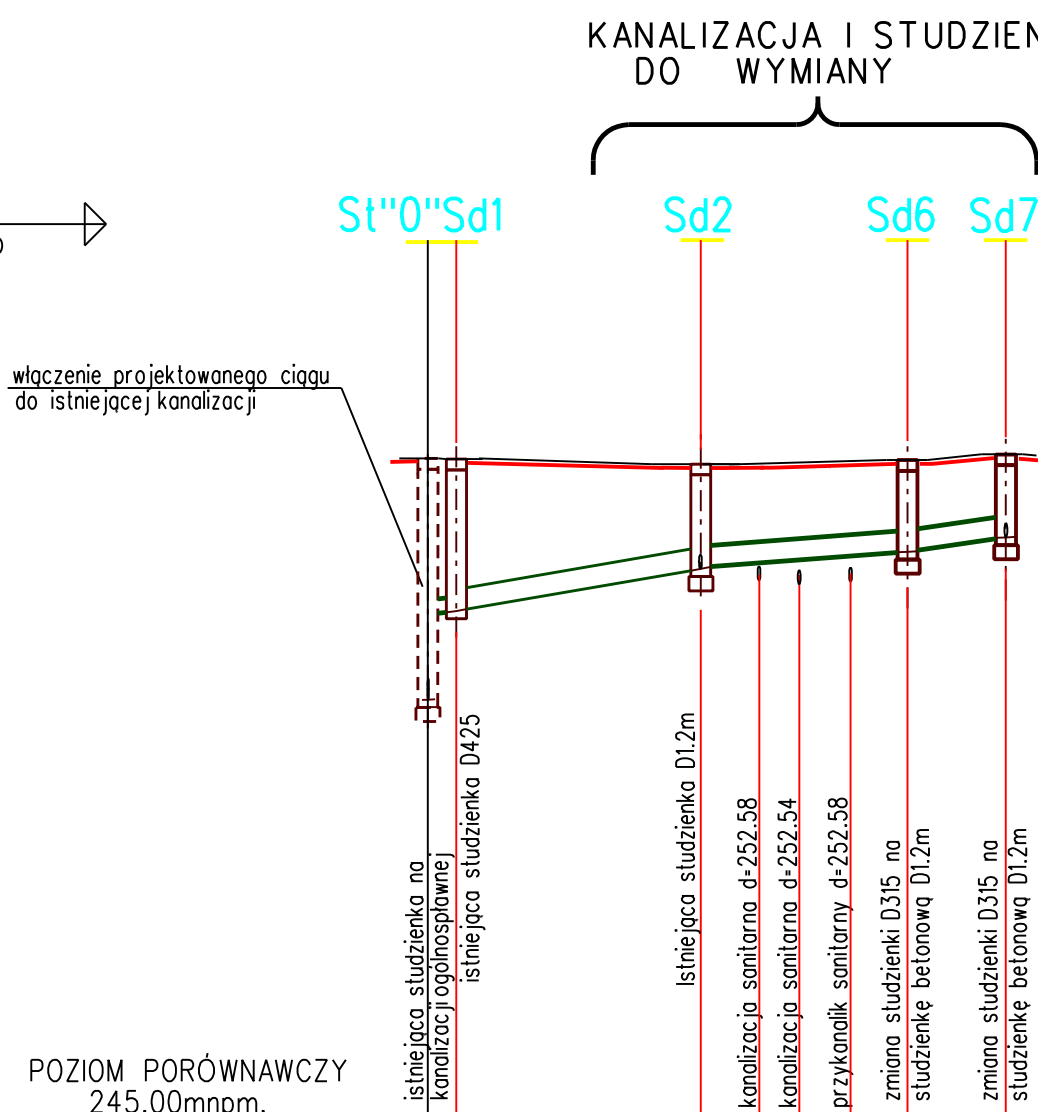 KANALIZACJA I STUDZIEN
DO WYMIANY
St"0"Sd1
Sd2
Sd6
Sd7
włączenie projektowanego ciągu
do istniejącej kanalizacji
istniejąca studzienka na
kanalizacji ogólnospławnej
istniejąca studzienka D425
Istniejąca studzienka D1.2m
kanalizacja sanitarna d=252.58
kanalizacja sanitarna d=252.54
przykanalik sanitarny d=252.58
zmiana studzienki D315 na
studzienkę betonową D1.2m
zmiana studzienki D315 na
studzienkę betonową D1.2m
POZIOM PORÓWNAWCZY
245.00mnpm.